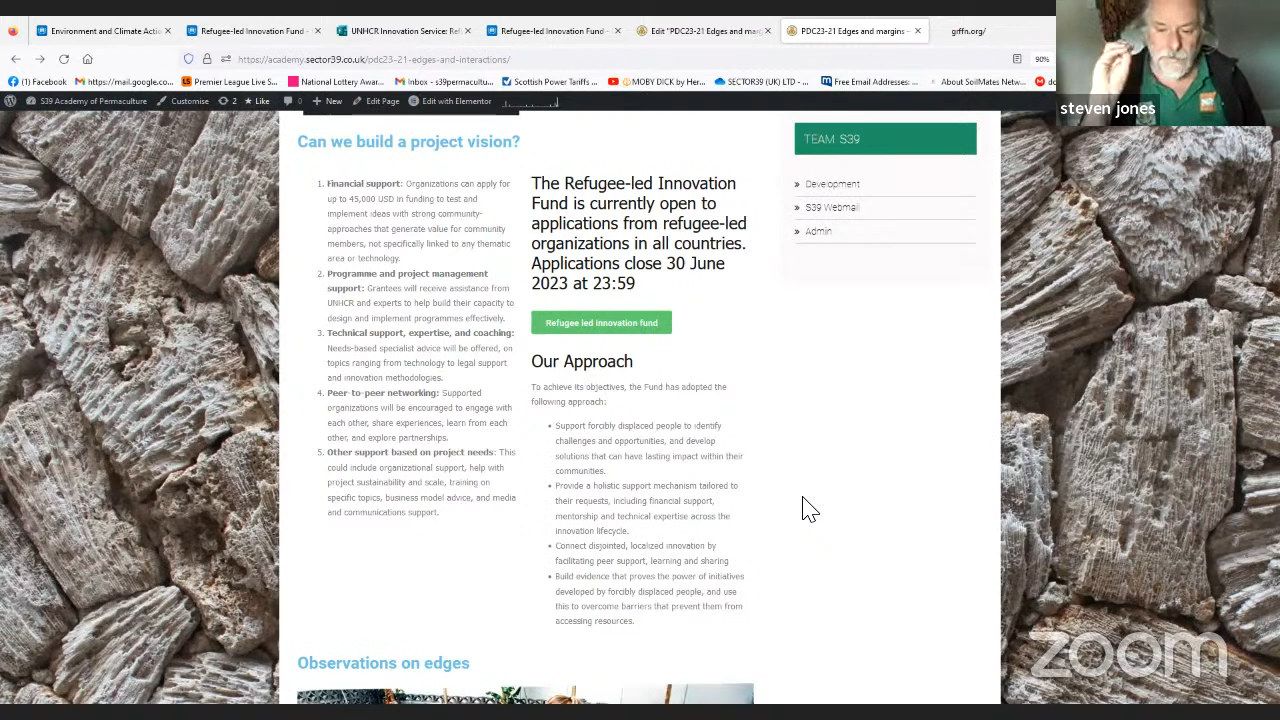 Environment and Climate Actio
Refugee-led Innovation Fund -
UNHCR Innovation Service: Ref
Refugee-led Innovation Fund -
Edit "PDC23-21 Edges and marg
PDC23-21 Edges and margins –
grffn.org/
https://academy.sector39.co.uk/pdc23-21-edges-and-interactions/
90%
(1) Facebook
https://mail.google.co...
Premier League Live S...
National Lottery Award...
Inbox - s39permacultu...
Scottish Power Tariffs ...
MOBY DICK by Her...
SECTOR39 (UK) LTD - ...
Free Email Addresses: ...
About SoilMates Net...
do
S39 Academy of Permaculture
Customise
2
Like
0
New
Edit Page
Edit with Elementor
steven jones
Can we build a project vision?
1. Financial support: Organizations can apply for
up to 45,000 USD in funding to test and
implement ideas with strong community-
approaches that generate value for community
members, not specifically linked to any thematic
area or technology.
2. Programme and project management
support: Grantees will receive assistance from
UNHCR and experts to help build their capacity to
design and implement programmes effectively.
3. Technical support, expertise, and coaching:
Needs-based specialist advice will be offered, on
topics ranging from technology to legal support
and innovation methodologies.
4. Peer-to-peer networking: Supported
organizations will be encouraged to engage with
each other, share experiences, learn from each
other, and explore partnerships.
5. Other support based on project needs: This
could include organizational support, help with
project sustainability and scale, training on
specific topics, business model advice, and media
and communications support.
The Refugee-led Innovation
Fund is currently open to
applications from refugee-led
organizations in all countries.
Applications close 30 June
2023 at 23:59
Refugee led innovation fund
Our Approach
To achieve its objectives, the Fund has adopted the
following approach:
• Support forcibly displaced people to identify
challenges and opportunities, and develop
solutions that can have lasting impact within their
communities.
• Provide a holistic support mechanism tailored to
their requests, including financial support,
mentorship and technical expertise across the
innovation lifecycle.
• Connect disjointed, localized innovation by
facilitating peer support, learning and sharing
• Build evidence that proves the power of initiatives
developed by forcibly displaced people, and use
this to overcome barriers that prevent them from
accessing resources.
TEAM S39
» Development
» S39 Webmail
» Admin
Observations on edges
zoom